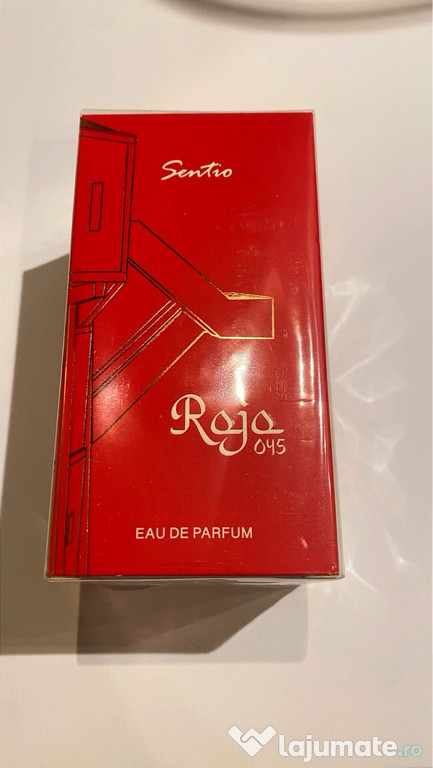 Sentio
Rojo
045
EAU DE PARFUM
lajumate.ro